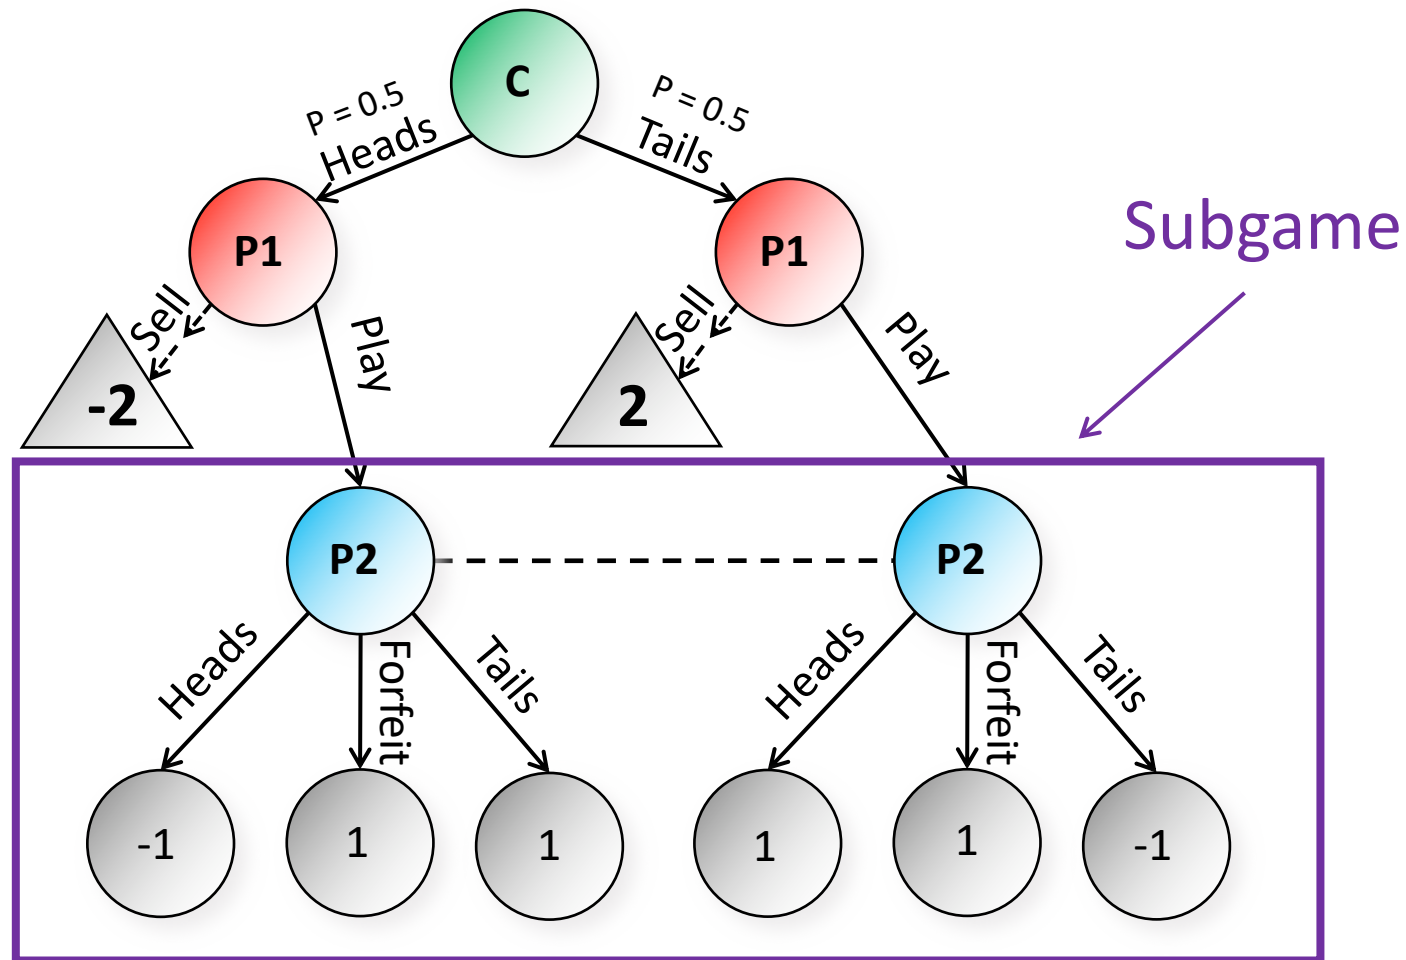 C
P = 0.5
Heads
P = 0.5
Tails
Subgame
P1
P1
Sell
Play
Sell
Play
-2
2
P2
P2
Heads
Forfeit
Tails
Heads
Forfeit
Tails
-1
1
1
1
1
-1